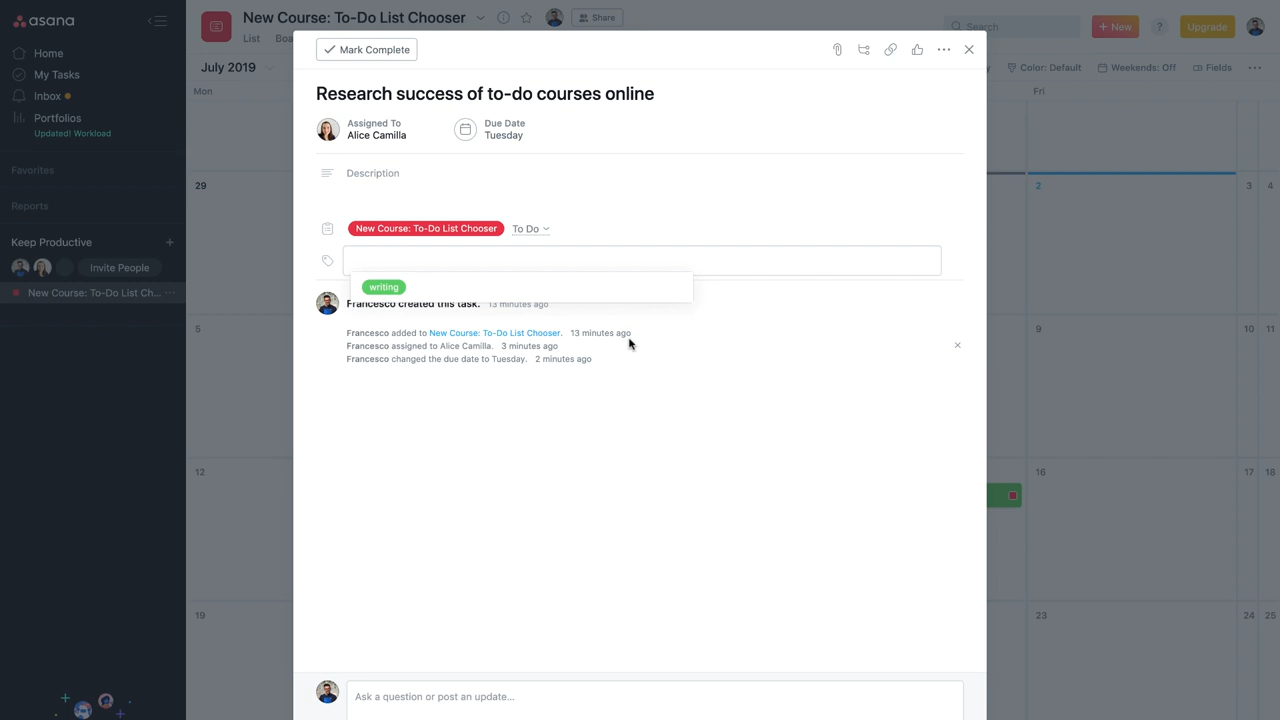 asana
New Course: To-Do List Chooser
Share
Search
+ New
?
Upgrade
List
Boa
Home
My Tasks
Inbox
Portfolios
Updated! Workload
Favorites
Reports
Keep Productive
Invite People
New Course: To-Do List Ch...
July 2019
Color: Default
Weekends: Off
Fields
Mon
Fri
29
2
3
4
5
9
10
11
12
16
17
18
19
23
24
25
Mark Complete
Research success of to-do courses online
Assigned To
Alice Camilla
Due Date
Tuesday
Description
New Course: To-Do List Chooser
To Do
writing
Francesco created this task. 13 minutes ago
Francesco added to New Course: To-Do List Chooser. 13 minutes ago
Francesco assigned to Alice Camilla. 3 minutes ago
Francesco changed the due date to Tuesday. 2 minutes ago
Ask a question or post an update...